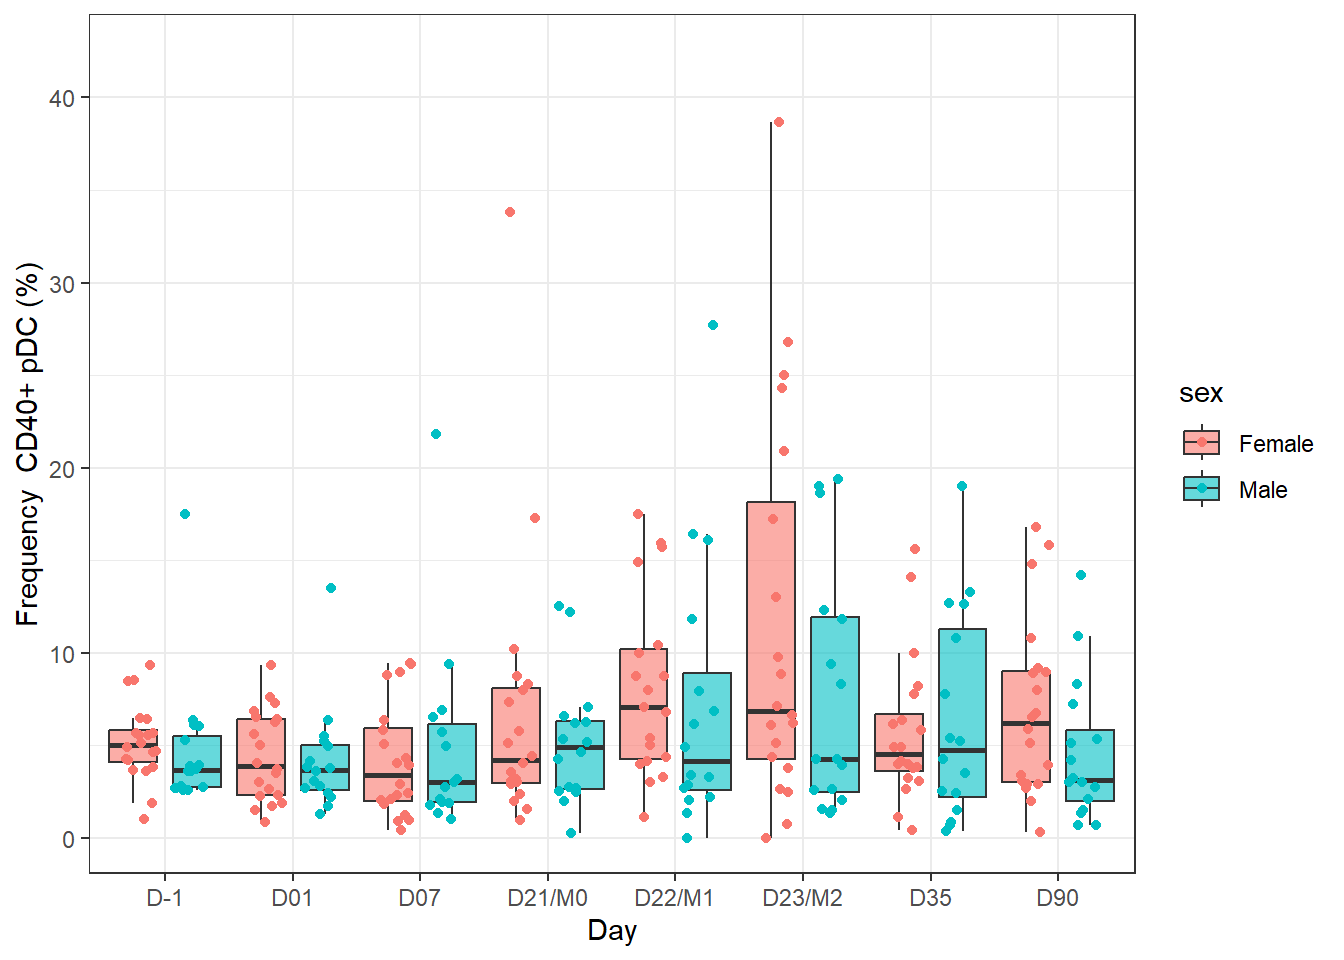 40
30
20
10
0
Frequency  CD40+ pDC (%)
D-1
D01
D07
D21/M0
D22/M1
D23/M2
D35
D90
Day
sex
Female
Male